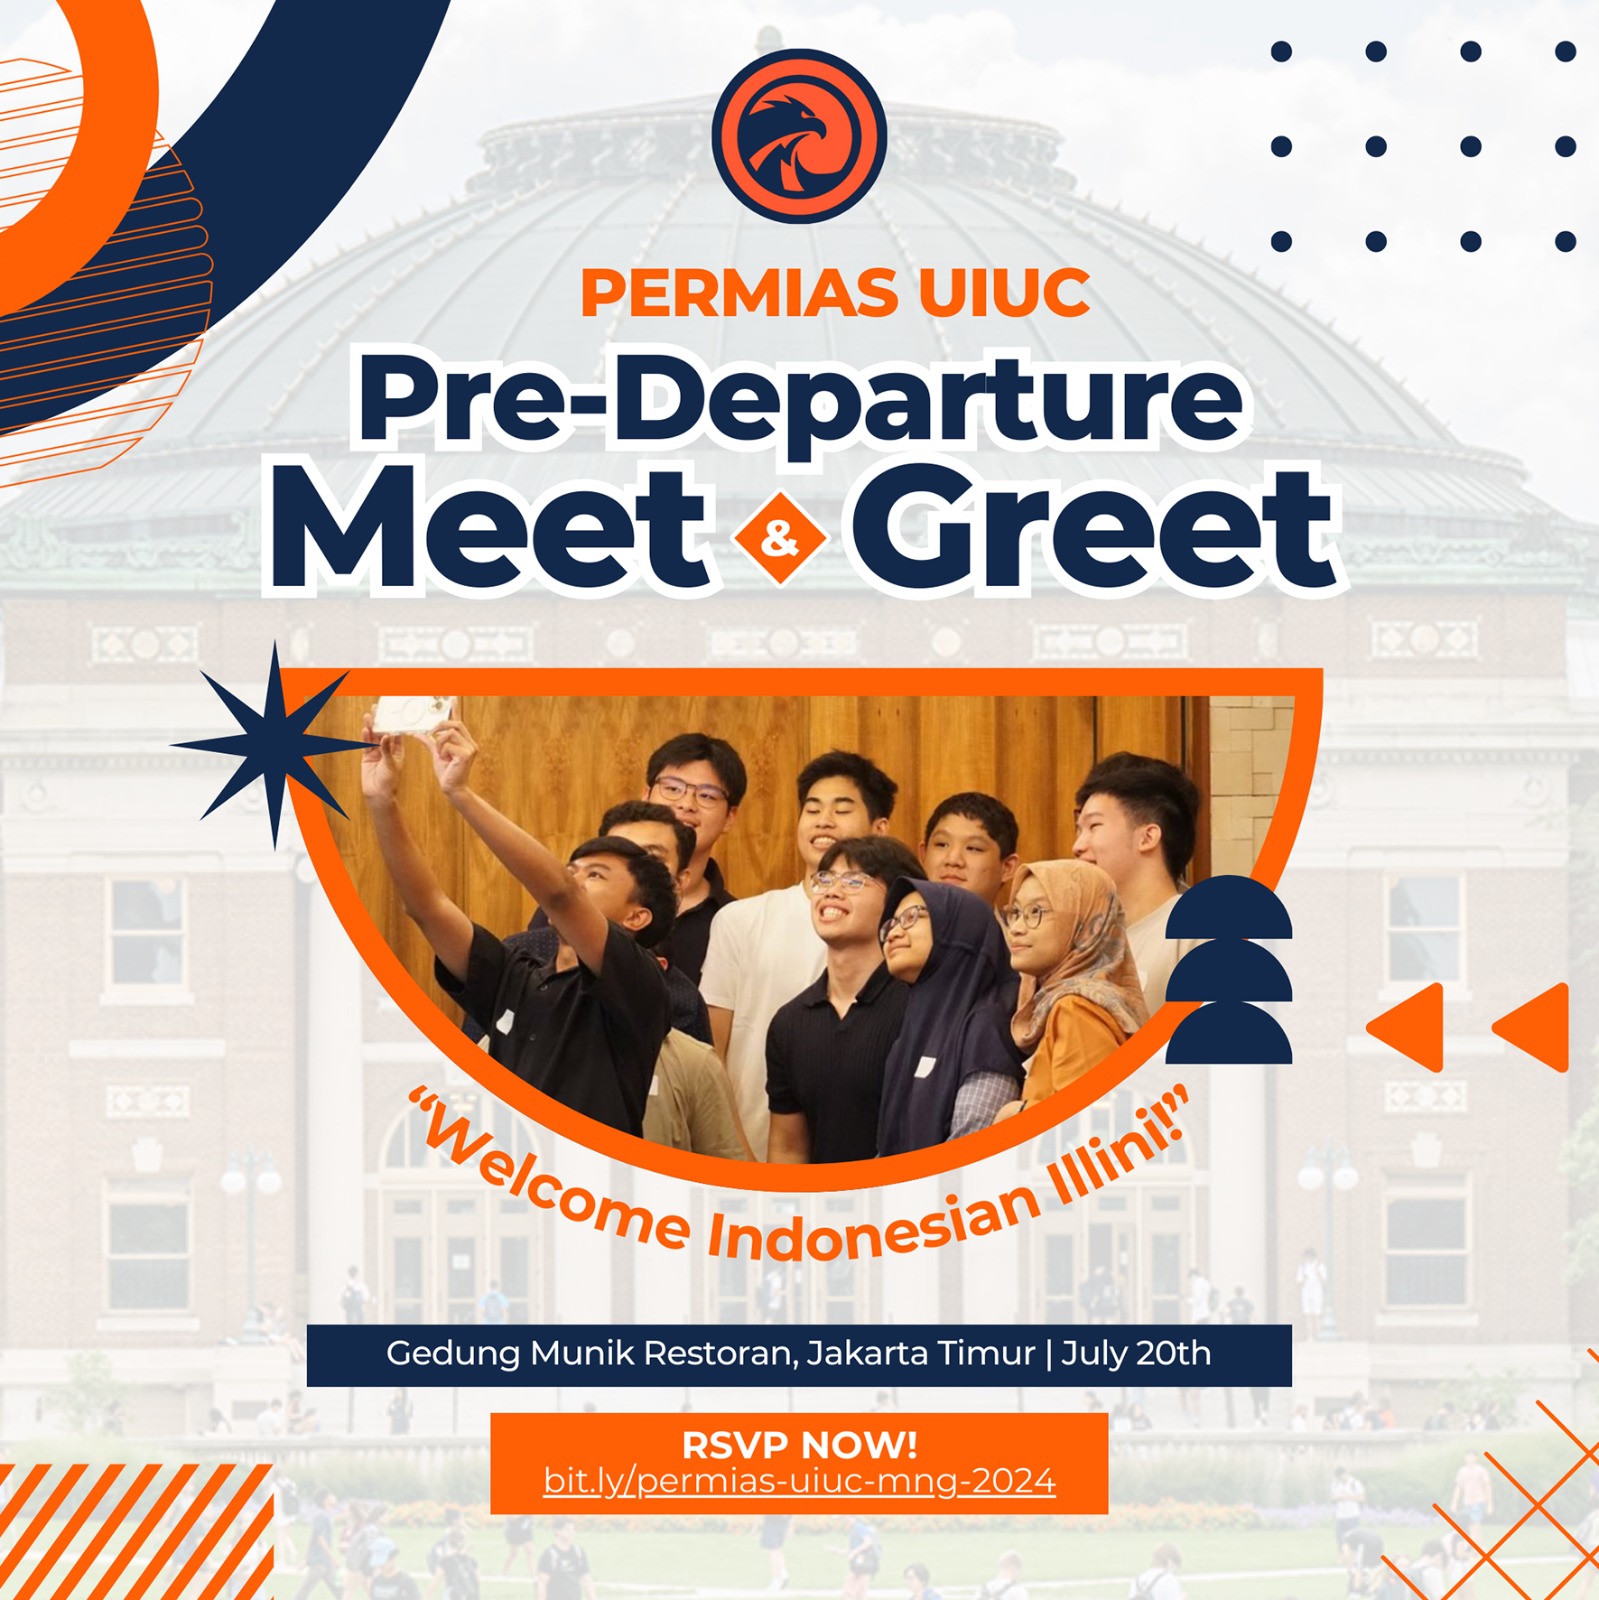 PERMIAS UIUC
Pre-Departure
Meet & Greet
“Welcome Indonesian Illini!”
Gedung Munik Restoran, Jakarta Timur | July 20th
RSVP NOW!
bit.ly/permias-uiuc-mng-2024